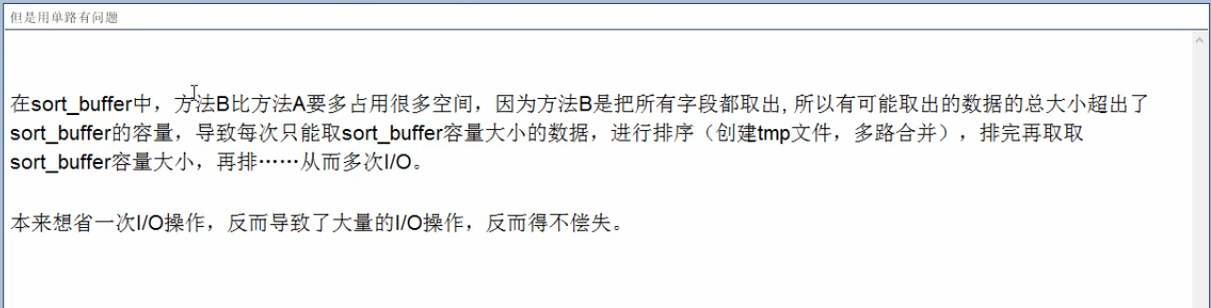 但是用单路有问题
在sort_buffer中，方法B比方法A要多占用很多空间，因为方法B是把所有字段都取出, 所以有可能取出的数据的总大小超出了
sort_buffer的容量，导致每次只能取sort_buffer容量大小的数据，进行排序（创建tmp文件，多路合并），排完再取取
sort_buffer容量大小，再排……从而多次I/O。
本来想省一次I/O操作，反而导致了大量的I/O操作，反而得不偿失。